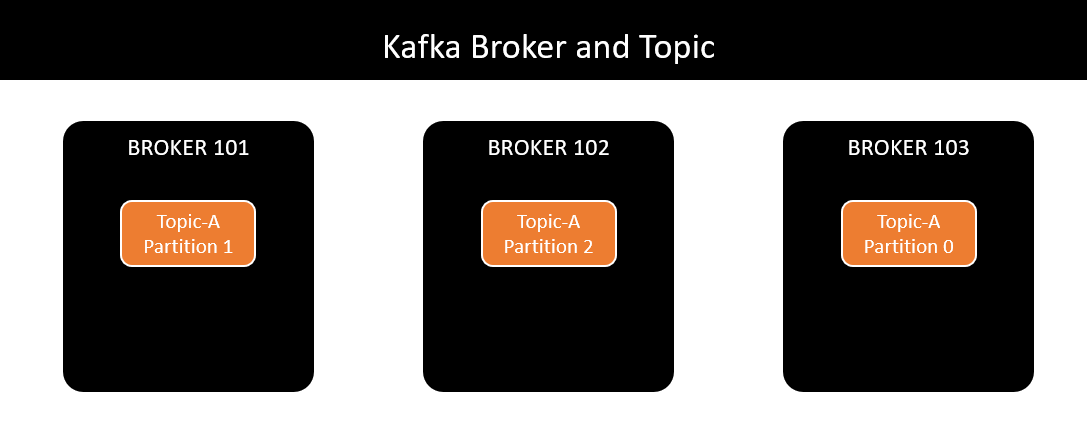 Kafka Broker and Topic
BROKER 101
Topic-A
Partition 1
BROKER 102
Topic-A
Partition 2
BROKER 103
Topic-A
Partition 0